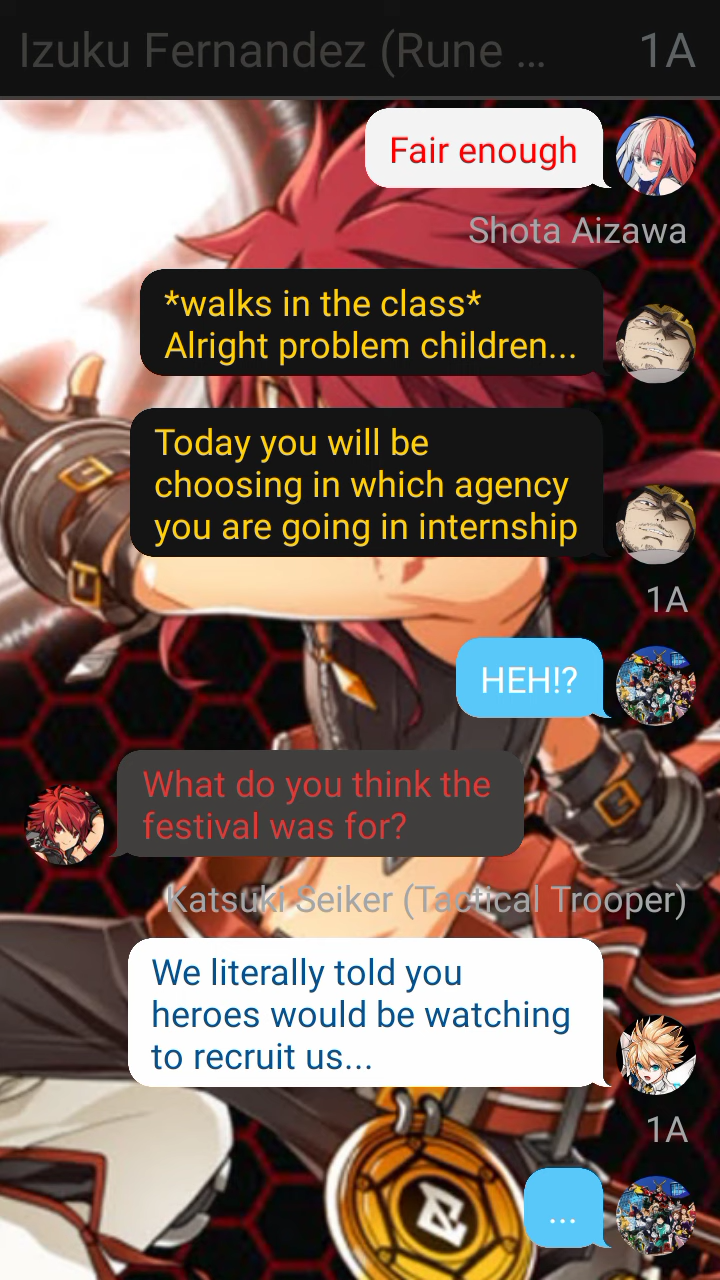 Izuku Fernandez (Rune ...
1A
Fair enough
Shota Aizawa
*walks in the class*
Alright problem children...
Today you will be
choosing in which agency
you are going in internship
1A
HEH!?
What do you think the
festival was for?
Katsuki Seiker (Tactical Trooper)
We literally told you
heroes would be watching
to recruit us...
1A
...